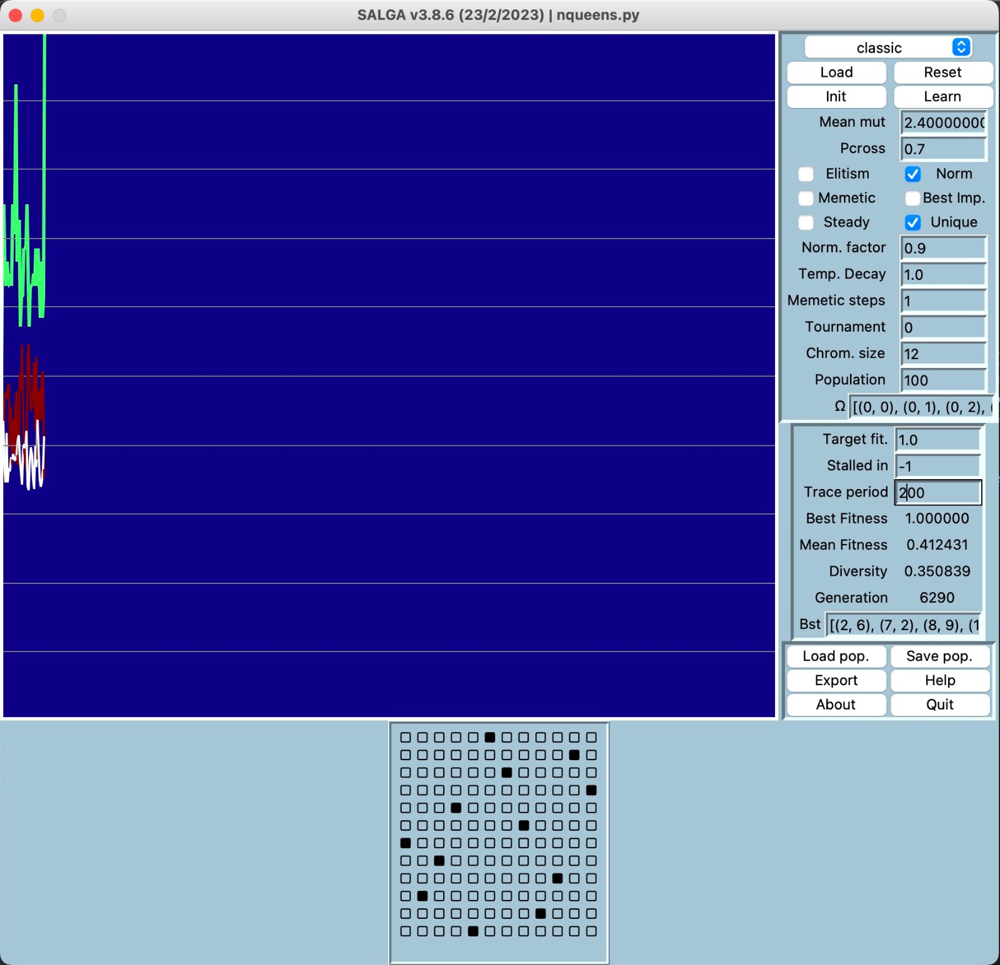 SALGA v3.8.6 (23/2/2023) | nqueens.py
classic
Load Reset
Init Learn
Mean mut 2.4000000
Pcross 0.7
Elitism Norm
Memetic Best Imp.
Steady Unique
Norm. factor 0.9
Temp. Decay 1.0
Memetic steps 1
Tournament 0
Chrom. size 12
Population 100
Ω [(0, 0), (0, 1), (0, 2), (
Target fit. 1.0
Stalled in -1
Trace period 200
Best Fitness 1.000000
Mean Fitness 0.412431
Diversity 0.350839
Generation 6290
Bst [(2, 6), (7, 2), (8, 9), (1
Load pop. Save pop.
Export Help
About Quit